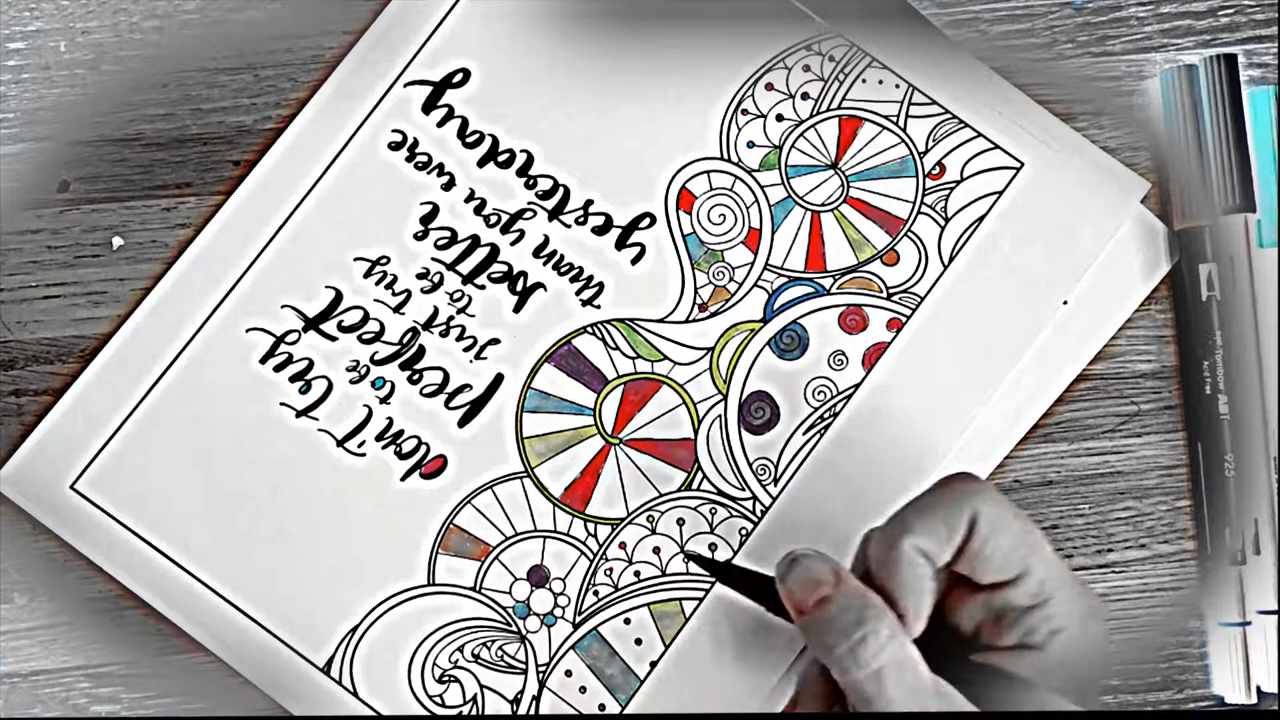 don't try
to be
perfect
just try
to be
better
than you were
yesterday
Tombow ABT
Acid Free
925